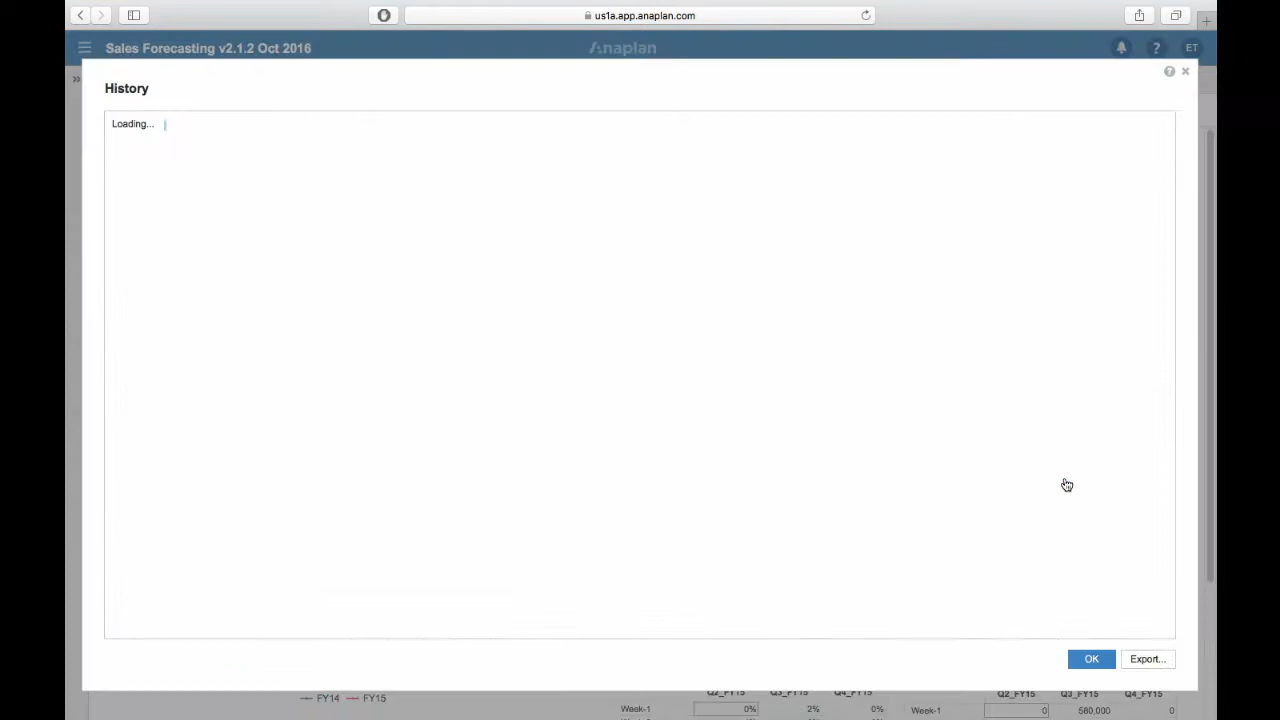 us1a.app.anaplan.com
Sales Forecasting v2.1.2 Oct 2016
Anaplan
?
ET
»
History
Loading...
OK
Export...
FY14 FY15
Q2_FY15 Q3_FY15 Q4_FY15
Q2_FY15 Q3_FY15 Q4_FY15
Week-1 0% 2% 0%
Week-1 0 560,000 0